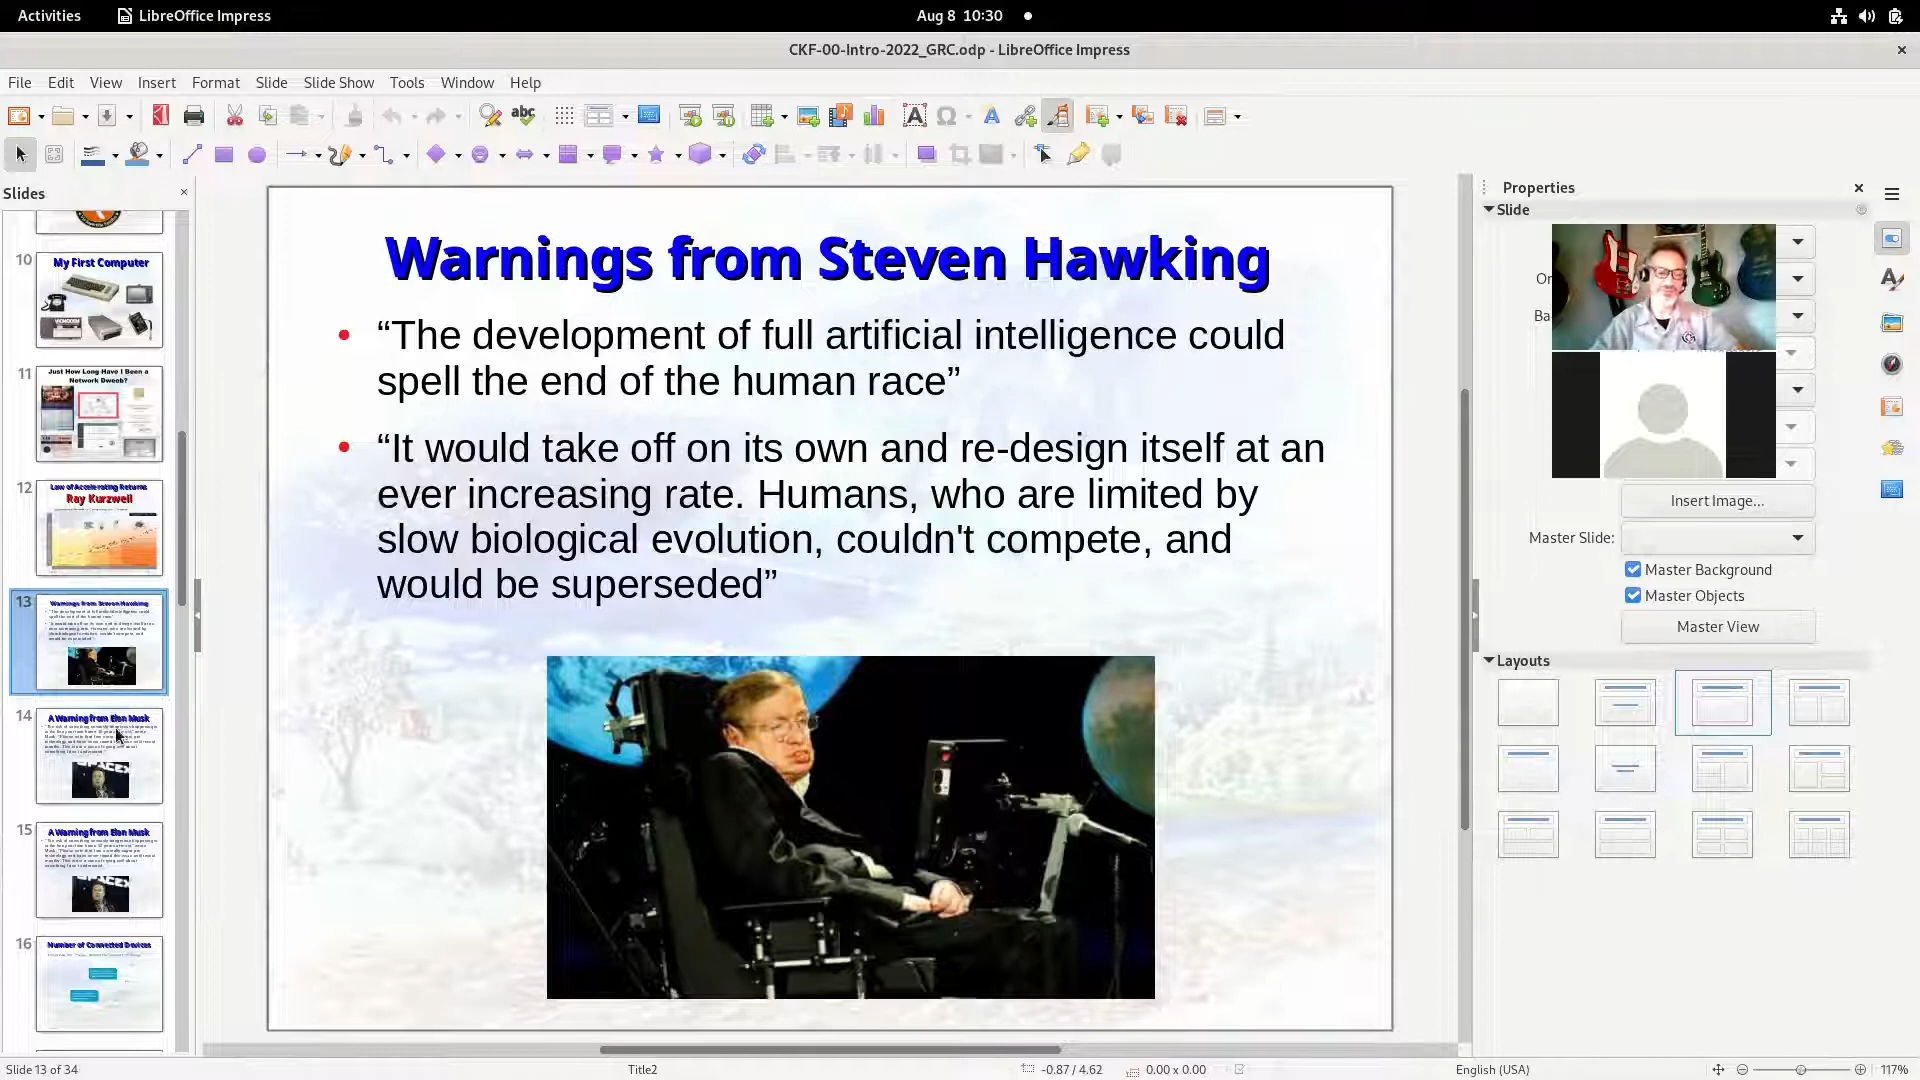 Activities
LibreOffice Impress
Aug 8 10:30
CKF-00-Intro-2022_GRC.odp - LibreOffice Impress
File Edit View Insert Format Slide Slide Show Tools Window Help
Slides
Properties
Slide
10
My First Computer
11
Just How Long Have I Been a
Network Dweeb?
12
Law of Accelerating Returns
Ray Kurzweil
13
Warnings from Steven Hawking
14
A Warning from Elon Musk
15
A Warning from Elon Musk
16
Number of Connected Devices
Warnings from Steven Hawking
• “The development of full artificial intelligence could
spell the end of the human race”
• “It would take off on its own and re-design itself at an
ever increasing rate. Humans, who are limited by
slow biological evolution, couldn't compete, and
would be superseded”
Insert Image...
Master Slide:
Master Background
Master Objects
Master View
Layouts
Slide 13 of 34
Title2
-0.87 / 4.62
0.00 x 0.00
English (USA)
117%